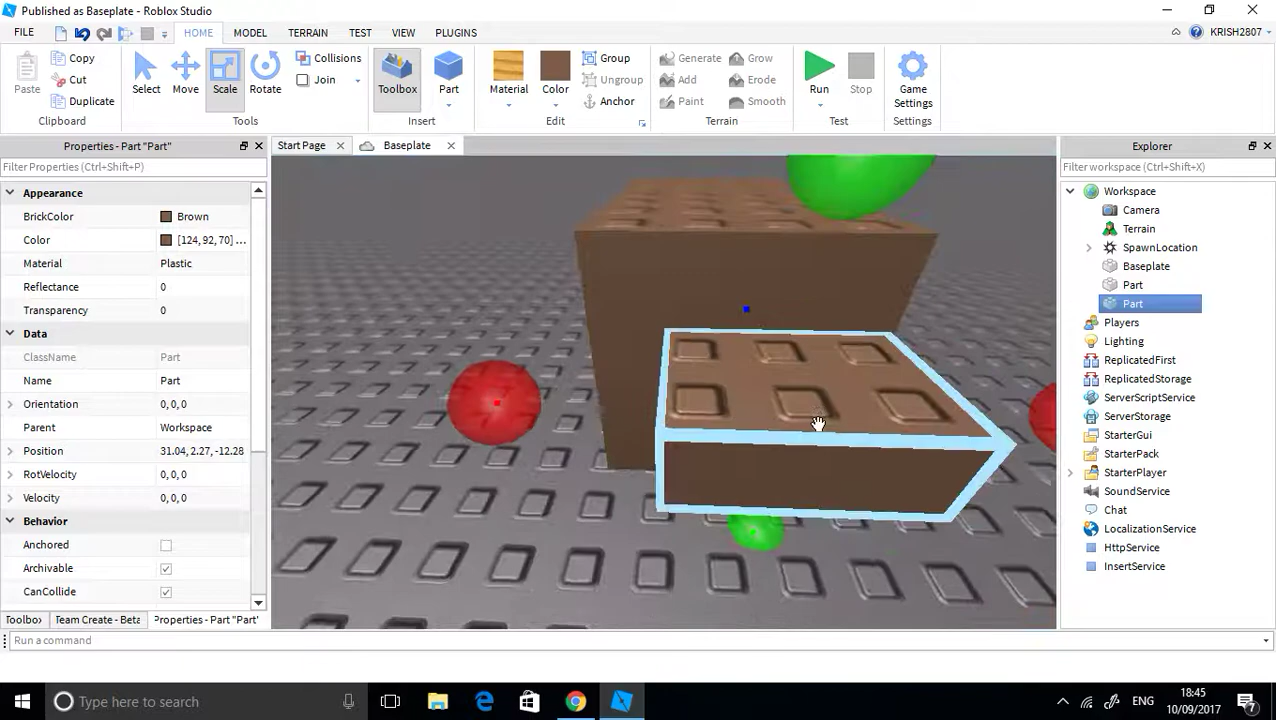 Published as Baseplate - Roblox Studio
FILE HOME MODEL TERRAIN TEST VIEW PLUGINS KRISH2807
Paste Copy Cut Duplicate Select Move Scale Rotate Collisions Join Toolbox Part Material Color Group Ungroup Anchor Generate Grow Add Erode Paint Smooth Run Stop Game Settings
Clipboard Tools Insert Edit Terrain Test Settings
Properties - Part "Part"
Start Page Baseplate
Explorer
Filter Properties (Ctrl+Shift+P)
Filter workspace (Ctrl+Shift+X)
Appearance
BrickColor Brown
Color [124, 92, 70] ...
Material Plastic
Reflectance 0
Transparency 0
Data
ClassName Part
Name Part
Orientation 0, 0, 0
Parent Workspace
Position 31.04, 2.27, -12.28
RotVelocity 0, 0, 0
Velocity 0, 0, 0
Behavior
Anchored
Archivable
CanCollide
Workspace
Camera
Terrain
SpawnLocation
Baseplate
Part
Part
Players
Lighting
ReplicatedFirst
ReplicatedStorage
ServerScriptService
ServerStorage
StarterGui
StarterPack
StarterPlayer
SoundService
Chat
LocalizationService
HttpService
InsertService
Toolbo Team Create - Beta Properties - Part "Part"
Run a command
Type here to search
ENG
18:45
10/09/2017
7